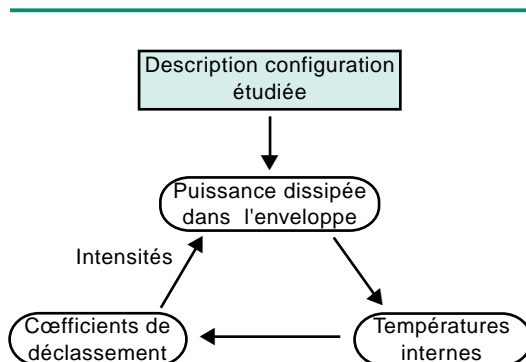 Description configuration
étudiée
Puissance dissipée
dans l'enveloppe
Intensités
Cœfficients de
déclassement
Températures
internes